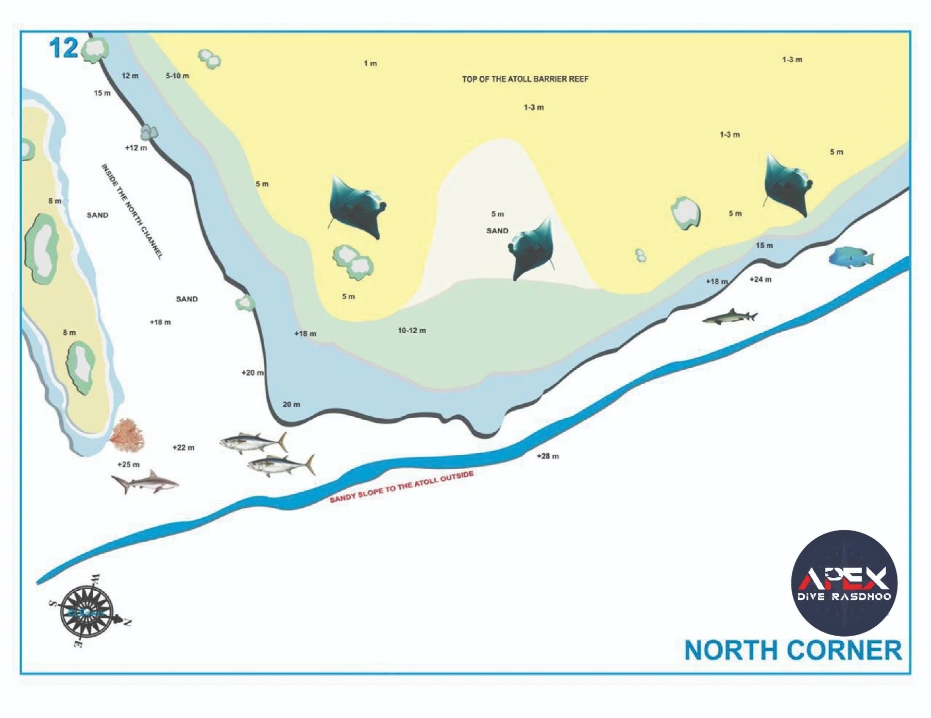 12
1 m
1-3 m
12 m
5-10 m
TOP OF THE ATOLL BARRIER REEF
15 m
1-3 m
+12 m
1-3 m
5 m
INSIDE THE NORTH CHANNEL
5 m
8 m
SAND
5 m
SAND
5 m
15 m
+18 m
+24 m
SAND
5 m
+18 m
10-12 m
8 m
+18 m
+20 m
20 m
+22 m
+25 m
+28 m
SANDY SLOPE TO THE ATOLL OUTSIDE
W
S
N
E
APEX
DIVE RASDHOO
NORTH CORNER